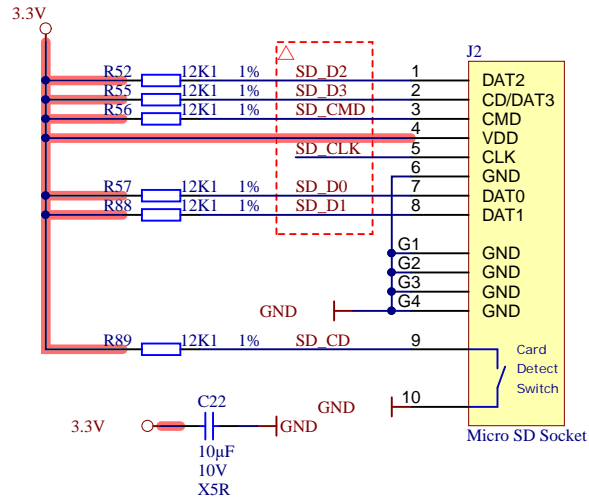 3.3V
J2
R52 12K1 1% SD_D2 1 DAT2
R55 12K1 1% SD_D3 2 CD/DAT3
R56 12K1 1% SD_CMD 3 CMD
4 VDD
SD_CLK 5 CLK
6 GND
R57 12K1 1% SD_D0 7 DAT0
R88 12K1 1% SD_D1 8 DAT1
G1 GND
G2 GND
G3 GND
GND G4 GND
R89 12K1 1% SD_CD 9 Card
Detect
Switch
GND 10
C22
3.3V GND
Micro SD Socket
10µF
10V
X5R